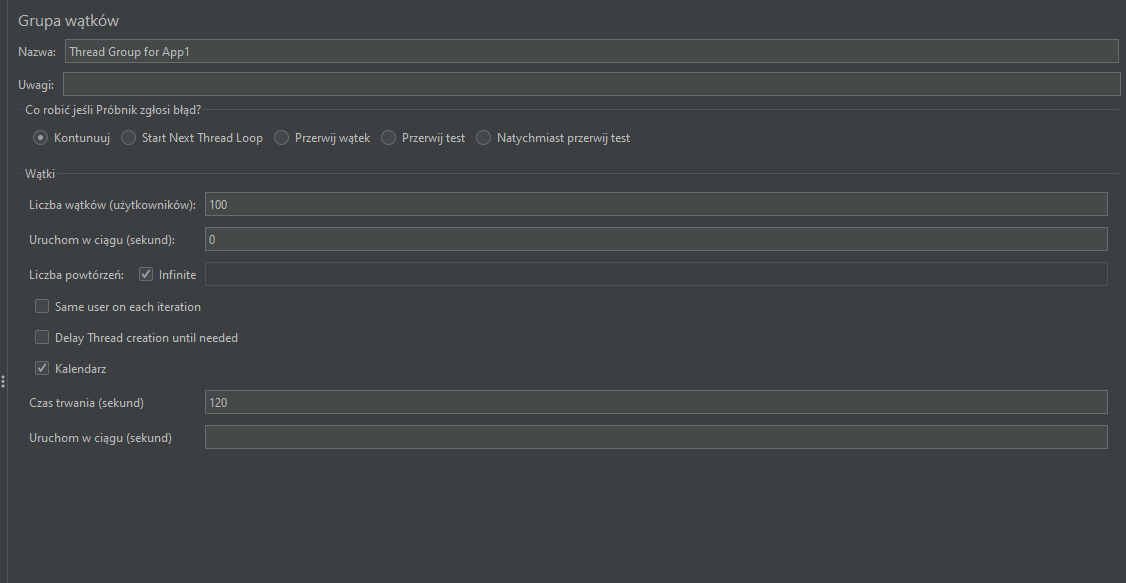 Grupa wątków
Nazwa: Thread Group for App1
Uwagi:
Co robić jeśli Próbnik zgłosi błąd?
Kontunuuj Start Next Thread Loop Przerwij wątek Przerwij test Natychmiast przerwij test
Wątki
Liczba wątków (użytkowników): 100
Uruchom w ciągu (sekund): 0
Liczba powtórzeń: Infinite
Same user on each iteration
Delay Thread creation until needed
Kalendarz
Czas trwania (sekund) 120
Uruchom w ciągu (sekund)